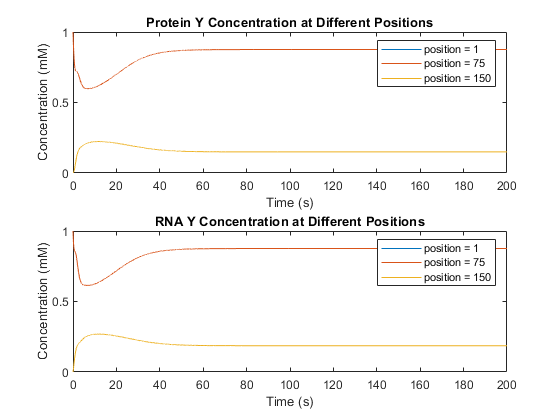 Protein Y Concentration at Different Positions
Concentration (mM)
1
0.5
0
position = 1
position = 75
position = 150
0 20 40 60 80 100 120 140 160 180 200
Time (s)
RNA Y Concentration at Different Positions
Concentration (mM)
1
0.5
0
position = 1
position = 75
position = 150
0 20 40 60 80 100 120 140 160 180 200
Time (s)